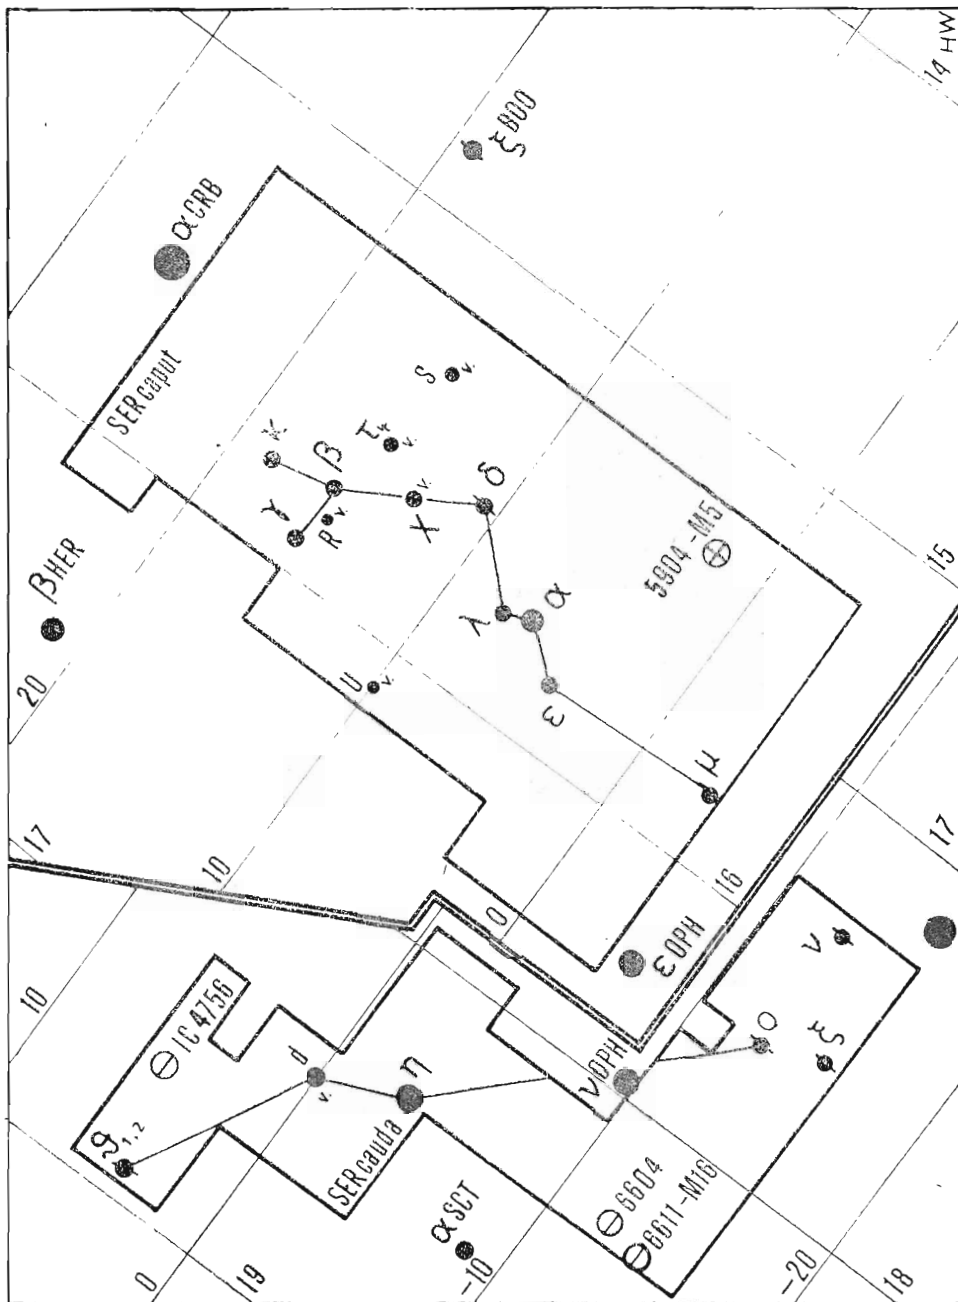 14 HW
ξ BOO
α CRB
SER caput
κ
β
τ4
v.
S
v.
γ
R
v.
χ
v.
δ
β HER
λ
α
5904-M5
20
U
v.
ε
15
μ
17
10
0
16
17
10
IC 4756
ε OPH
ν
d
v.
η
ν OPH
ο
ξ
θ1,2
SER cauda
6604
6611-M16
α SCT
0
19
-10
-20
18